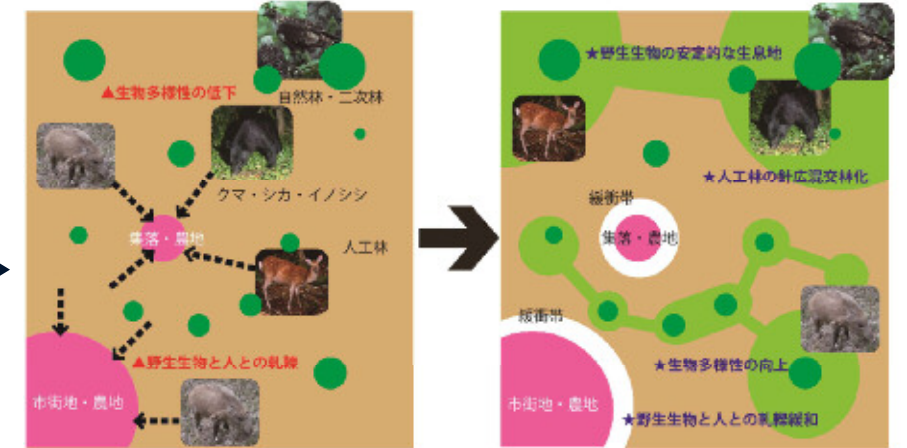 ▲生物多様性の低下
自然林・二次林
クマ・シカ・イノシシ
集落・農地
人工林
▲野生生物と人との軋轢
市街地・農地
★野生生物の安定的な生息地
★人工林の針広混交林化
緩衝帯
集落・農地
緩衝帯
★生物多様性の向上
市街地・農地
★野生生物と人との軋轢緩和